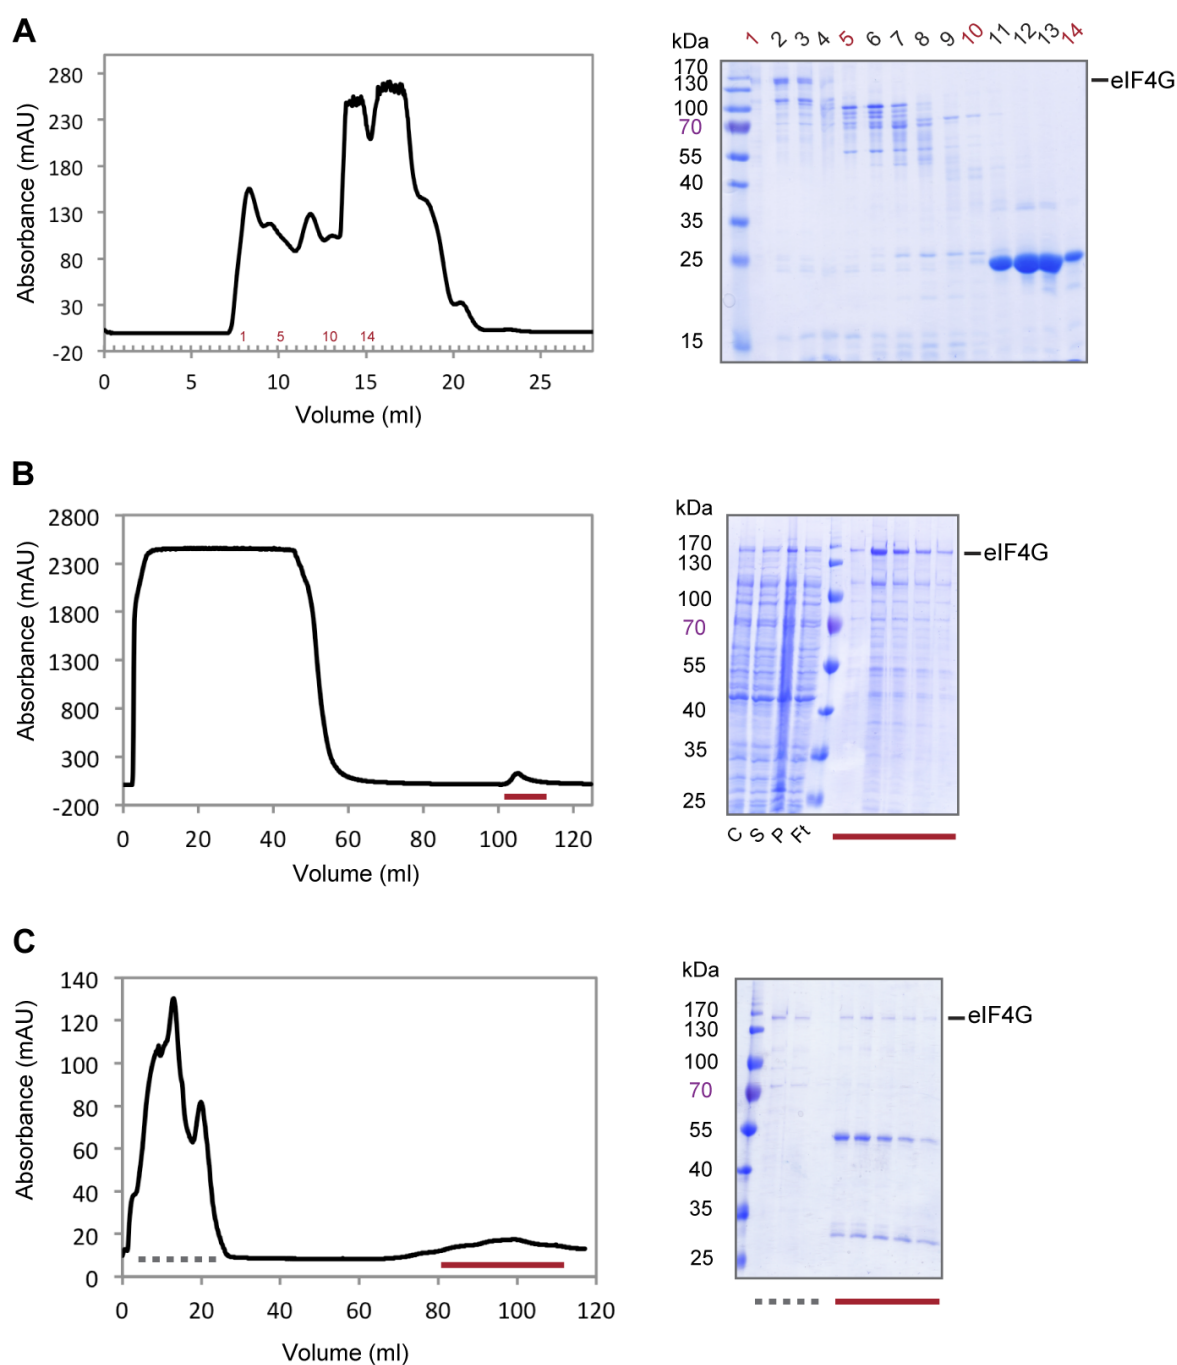 A
Absorbance (mAU)
280
230
180
130
80
30
-20
1 5 10 14
0 5 10 15 20 25
Volume (ml)
kDa 1 2 3 4 5 6 7 8 9 10 11 12 13 14
170
130
100
70
55
40
35
25
15
eIF4G
B
Absorbance (mAU)
2800
2300
1800
1300
800
300
-200
0 20 40 60 80 100 120
Volume (ml)
kDa
170
130
100
70
55
40
35
25
eIF4G
C S P Ft
C
Absorbance (mAU)
140
120
100
80
60
40
20
0
0 20 40 60 80 100 120
Volume (ml)
kDa
170
130
100
70
55
40
35
25
eIF4G